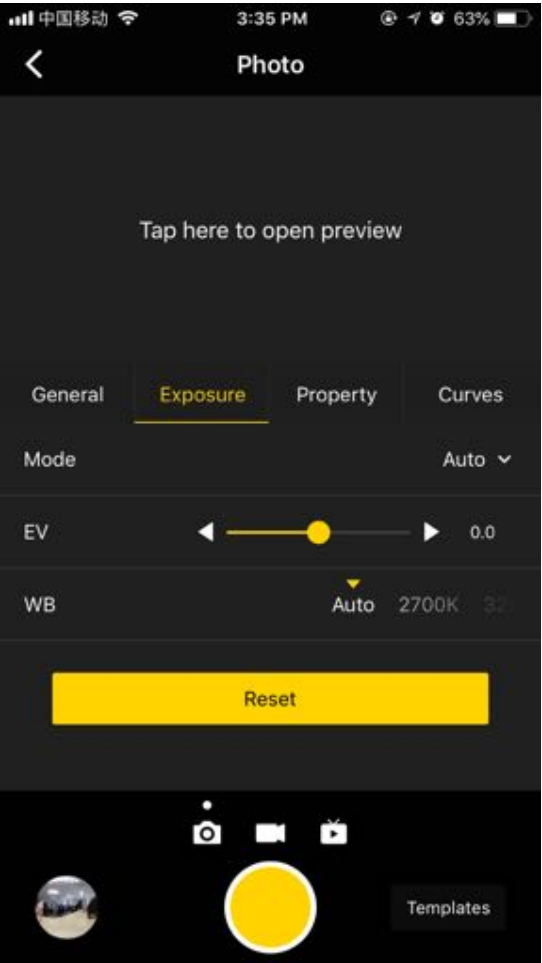 中国移动 3:35 PM 63%
Photo
Tap here to open preview
General Exposure Property Curves
Mode Auto
EV 0.0
WB Auto 2700K 32
Reset
Templates